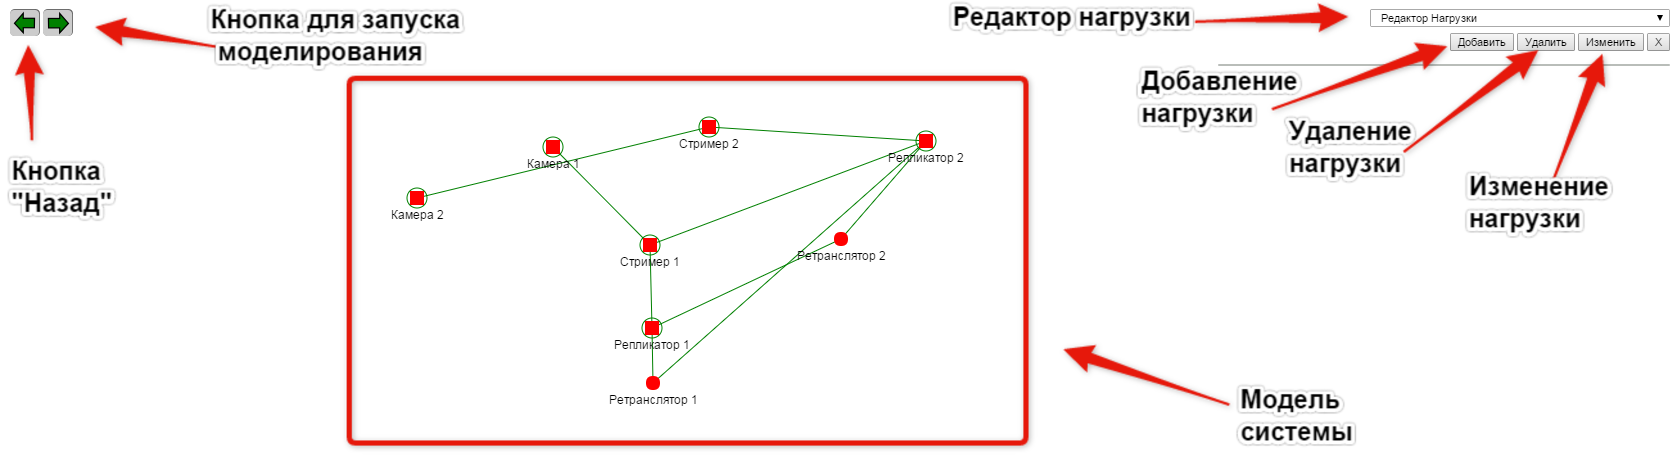 Кнопка для запуска
моделирования
Редактор нагрузки
Редактор Нагрузки
Добавить Удалить Изменить X
Добавление
нагрузки
Удаление
нагрузки
Изменение
нагрузки
Кнопка
"Назад"
Стример 2
Камера 1
Репликатор 2
Камера 2
Стример 1
Ретранслятор 2
Репликатор 1
Ретранслятор 1
Модель
системы